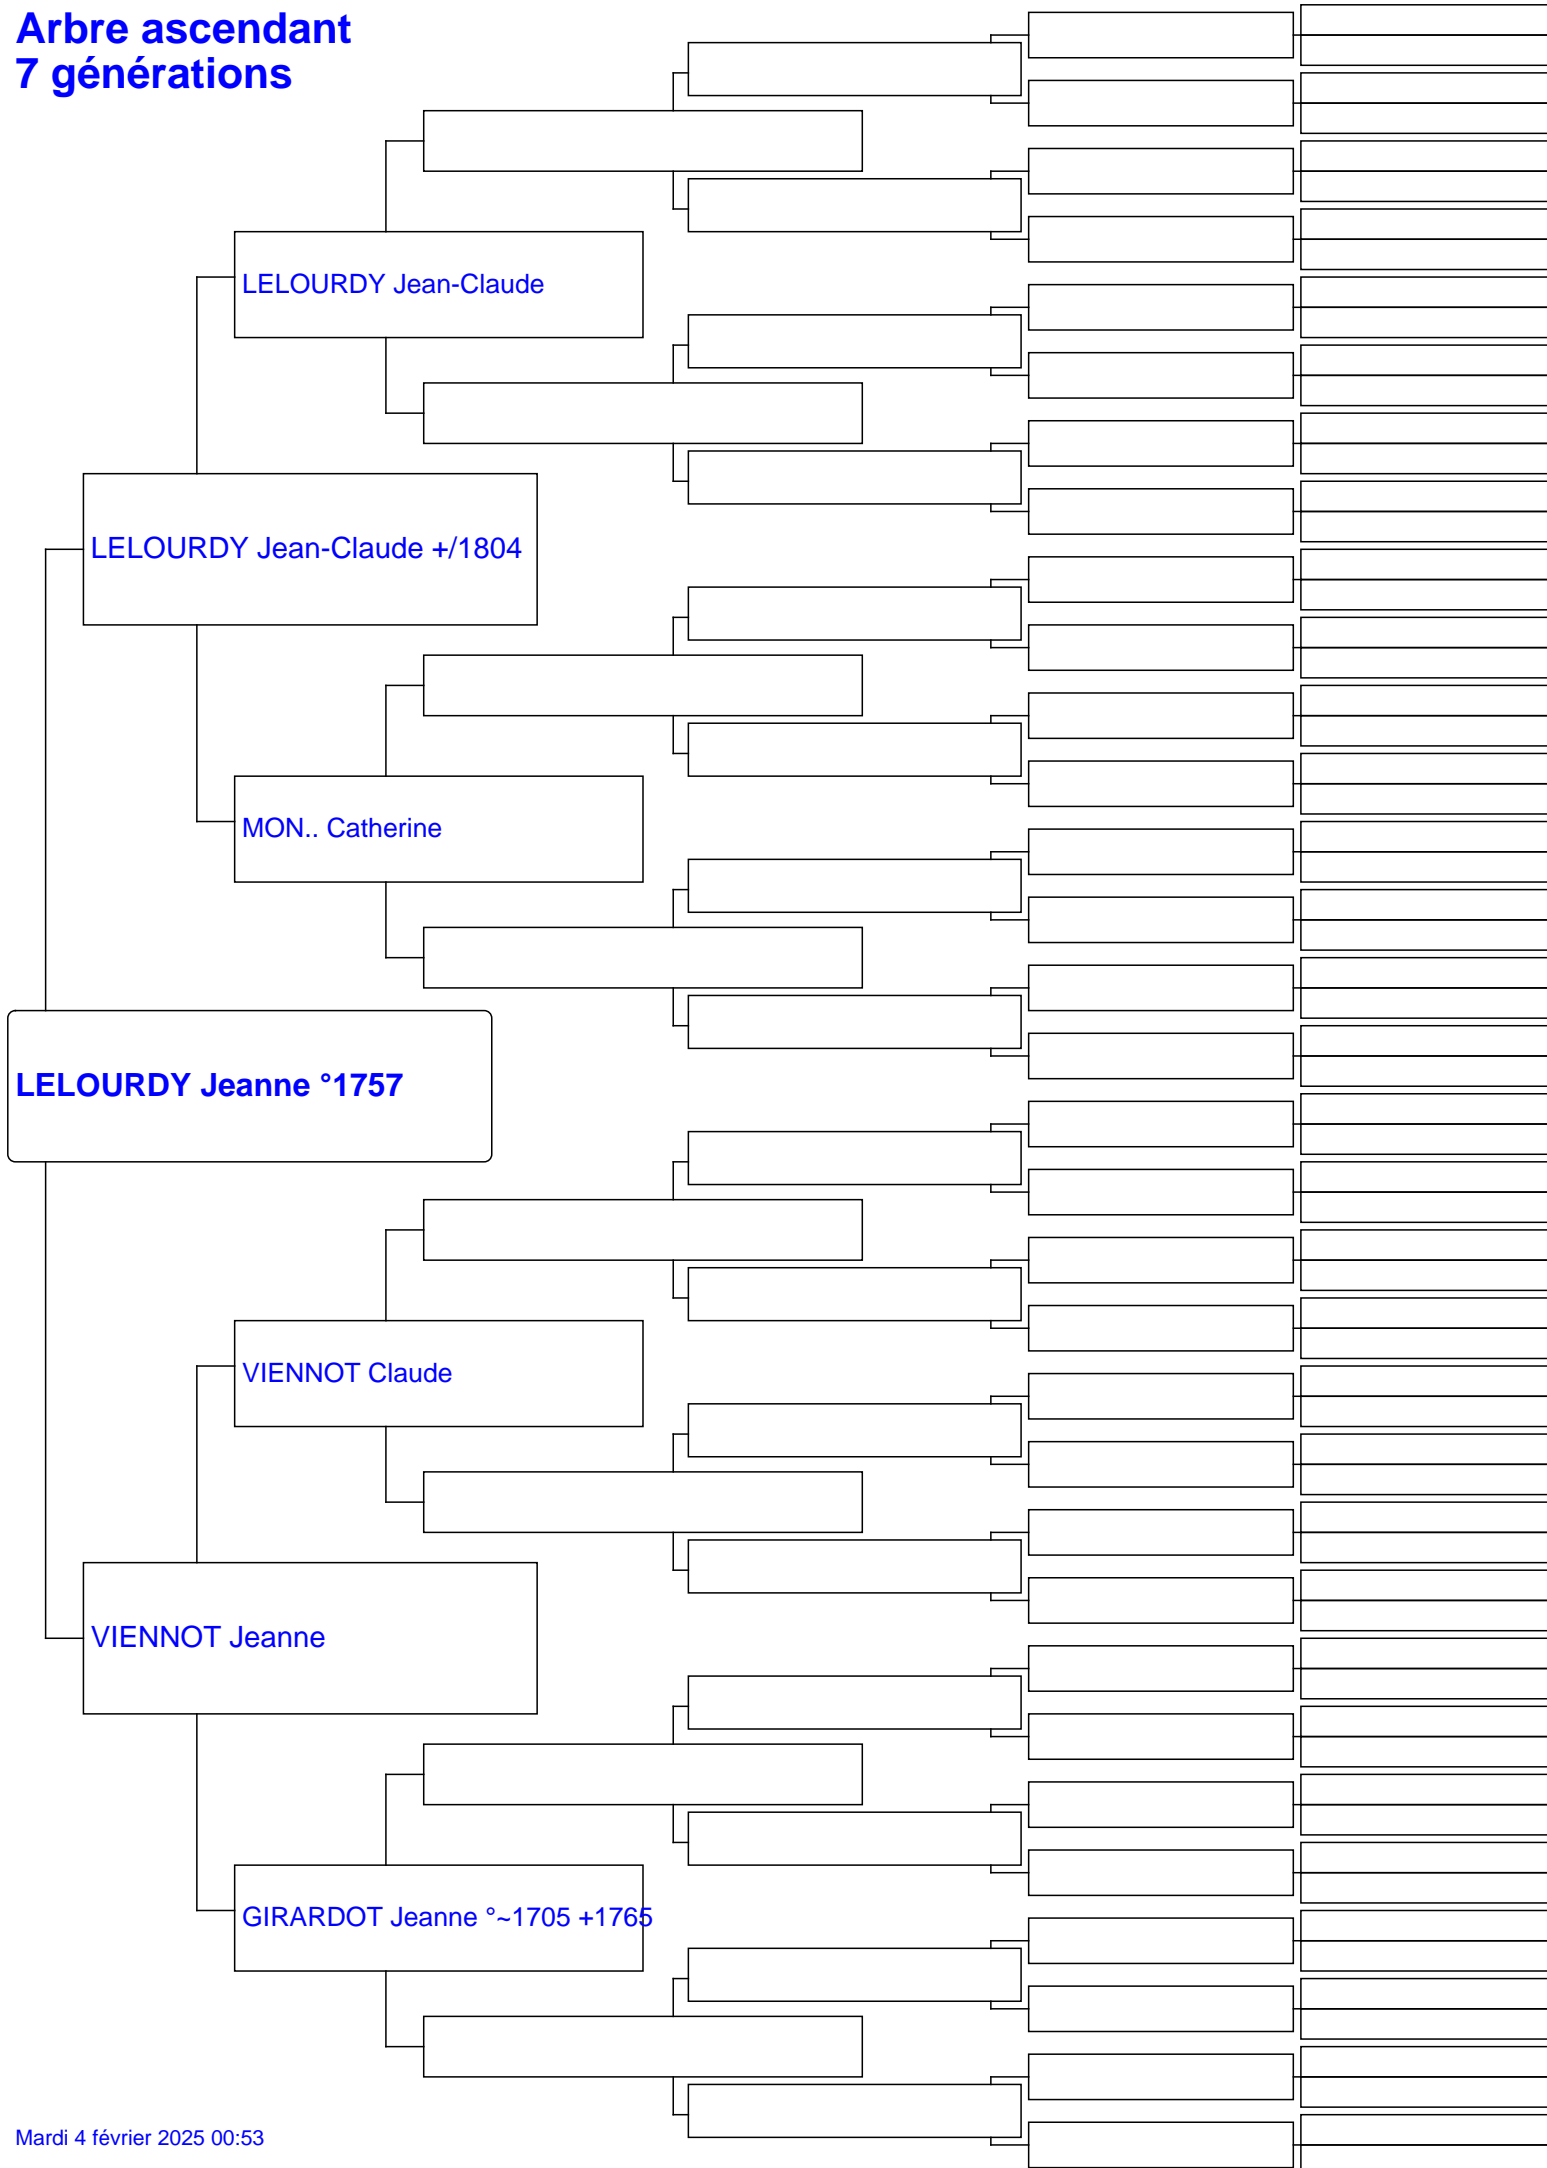 Arbre ascendant
7 générations
LELOURDY Jean-Claude
LELOURDY Jean-Claude +/1804
MON.. Catherine
LELOURDY Jeanne °1757
VIENNOT Claude
VIENNOT Jeanne
GIRARDOT Jeanne °~1705 +1765
Mardi 4 février 2025 00:53